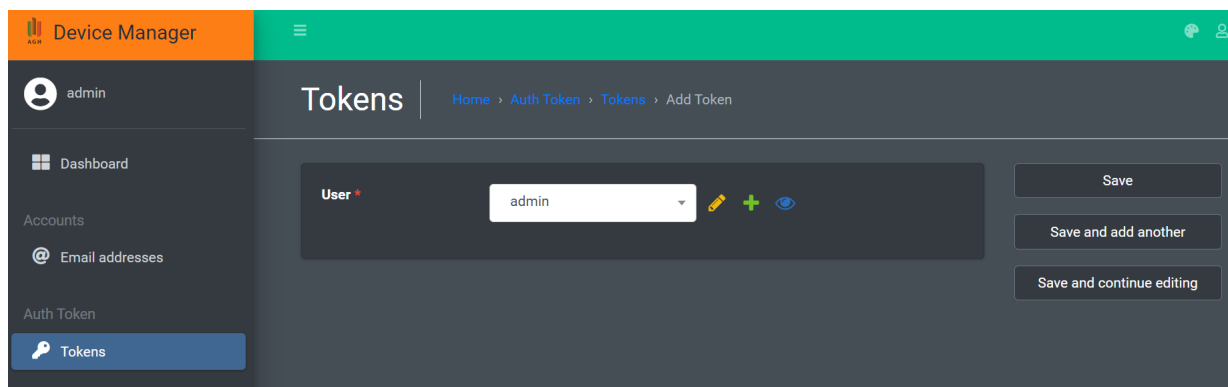 AGH Device Manager
admin
Tokens
Home › Auth Token › Tokens › Add Token
Dashboard
User *
admin
Save
Accounts
Save and add another
@ Email addresses
Save and continue editing
Auth Token
Tokens